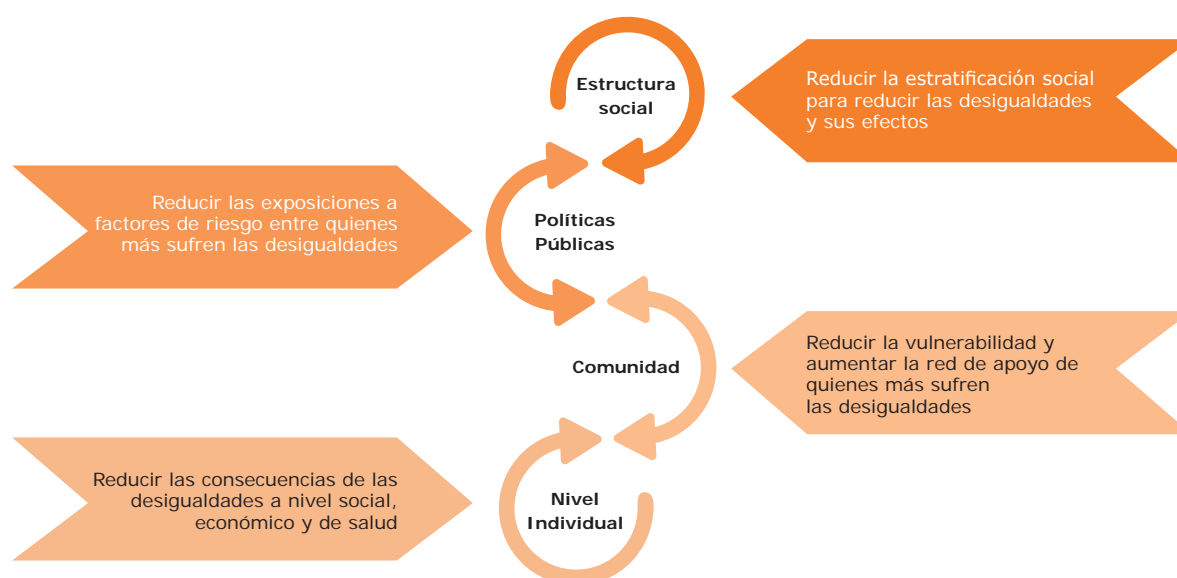 Estructura
social
Reducir la estratificación social
para reducir las desigualdades
y sus efectos
Reducir las exposiciones a
factores de riesgo entre quienes
más sufren las desigualdades
Políticas
Públicas
Comunidad
Reducir la vulnerabilidad y
aumentar la red de apoyo de
quienes más sufren
las desigualdades
Reducir las consecuencias de las
desigualdades a nivel social,
económico y de salud
Nivel
Individual